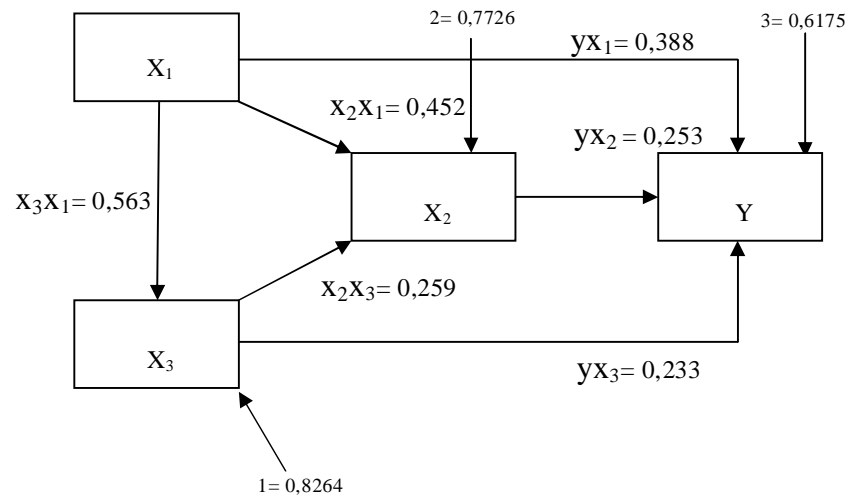 2= 0,7726
3= 0,6175
yx₁= 0,388
X₁
x₂x₁= 0,452
yx₂= 0,253
x₃x₁= 0,563
X₂
Y
x₂x₃= 0,259
X₃
yx₃= 0,233
1= 0,8264